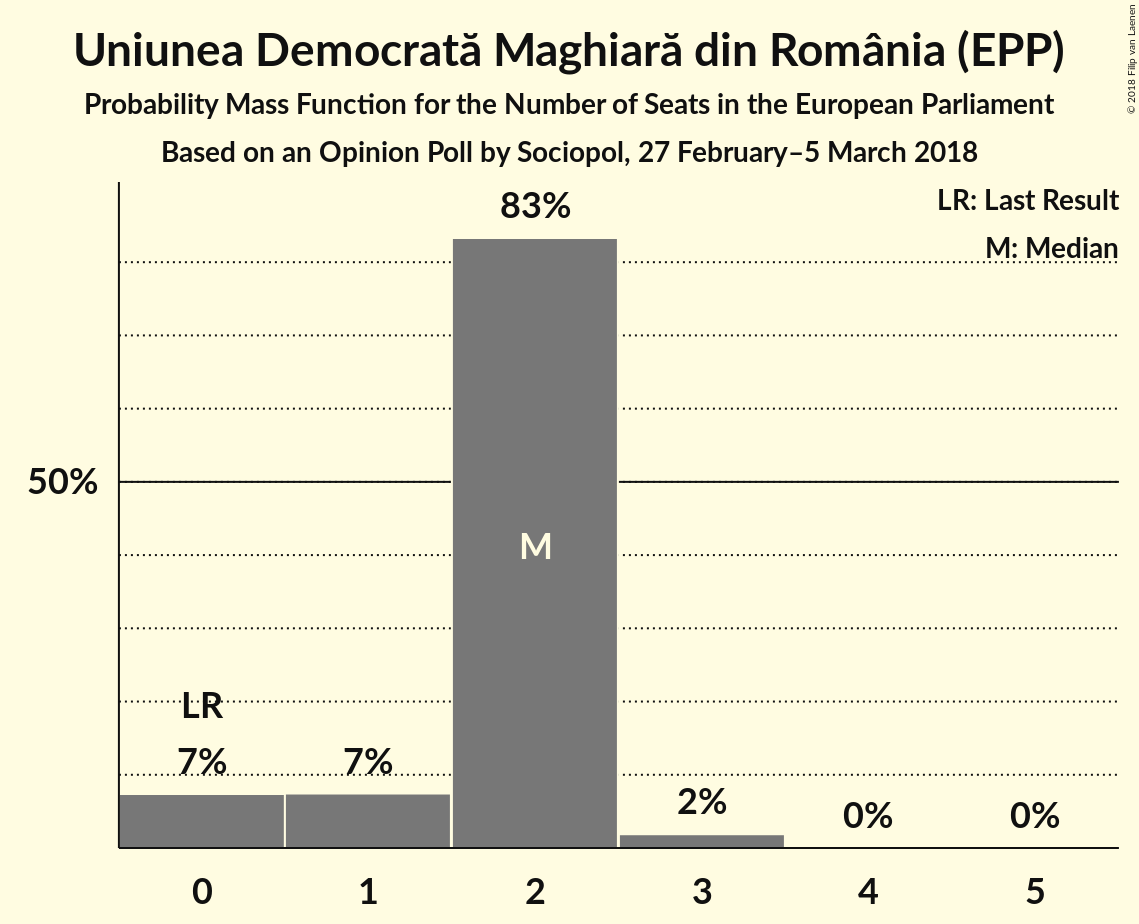 Uniunea Democrată Maghiară din România (EPP)
Probability Mass Function for the Number of Seats in the European Parliament
Based on an Opinion Poll by Sociopol, 27 February–5 March 2018
© 2018 Filip van Laenen
LR: Last Result
M: Median
83%
50%
M
LR
7%
7%
2%
0%
0%
0
1
2
3
4
5